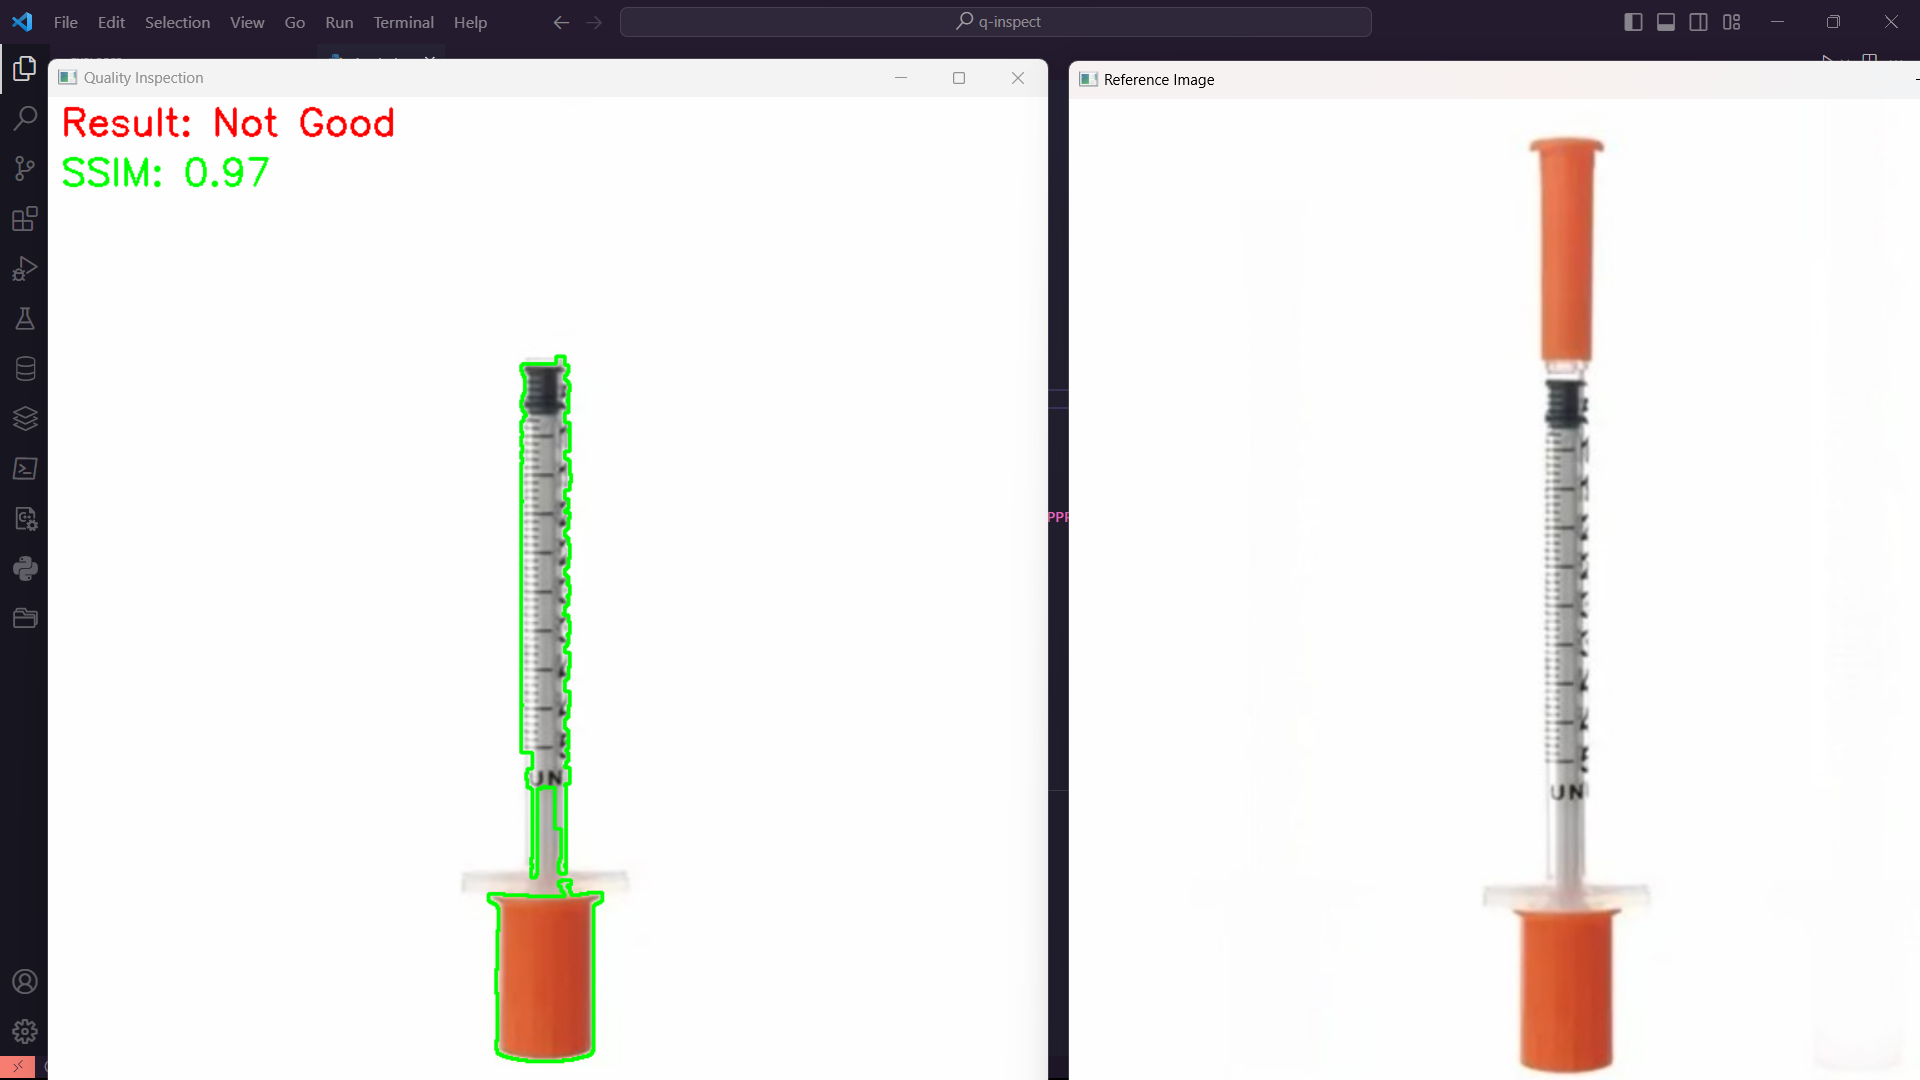 File Edit Selection View Go Run Terminal Help
q-inspect
Quality Inspection
Result: Not Good
SSIM: 0.97
UN
Reference Image
UN
PPF